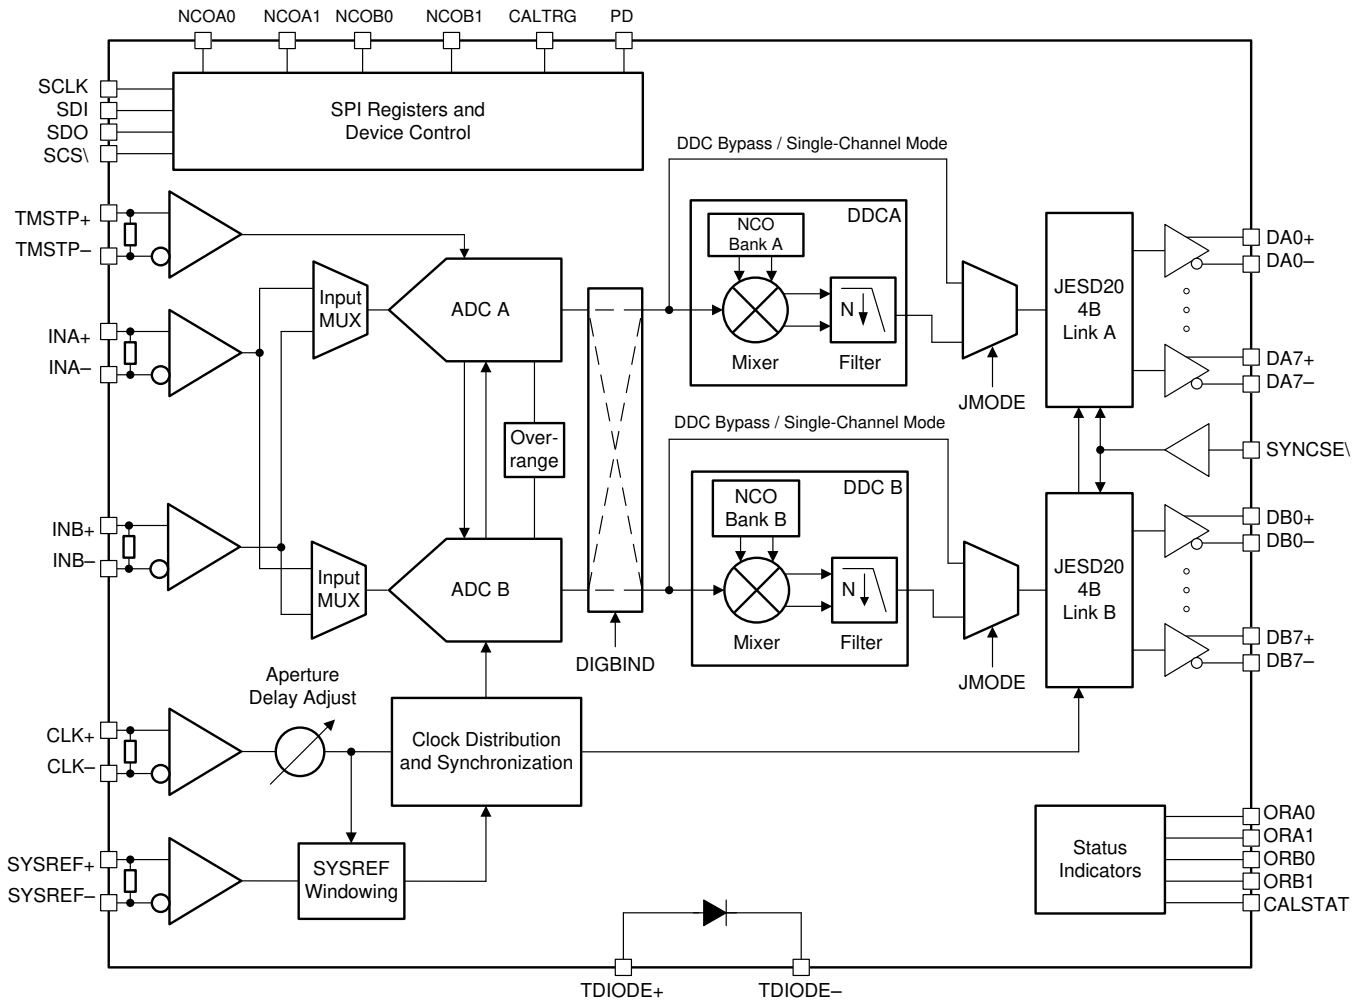 NCOA0 NCOA1 NCOB0 NCOB1 CALTRG PD
SCLK
SDI
SDO
SCS\
SPI Registers and
Device Control
TMSTP+
TMSTP–
INA+
INA–
Input
MUX
ADC A
Over-
range
INB+
INB–
Input
MUX
ADC B
DIGBIND
DDC Bypass / Single-Channel Mode
DDCA
NCO
Bank A
Mixer
N
Filter
JMODE
JESD20
4B
Link A
DA0+
DA0–
DA7+
DA7–
SYNCSE\
DDC Bypass / Single-Channel Mode
DDC B
NCO
Bank B
Mixer
N
Filter
JMODE
JESD20
4B
Link B
DB0+
DB0–
DB7+
DB7–
Aperture
Delay Adjust
CLK+
CLK–
Clock Distribution
and Synchronization
SYSREF+
SYSREF–
SYSREF
Windowing
Status
Indicators
ORA0
ORA1
ORB0
ORB1
CALSTAT
TDIODE+ TDIODE–